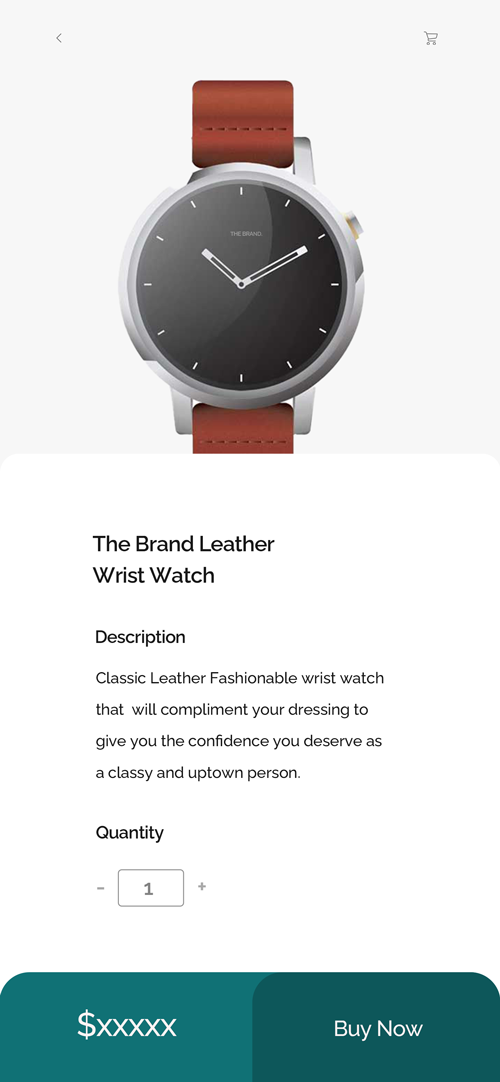 THE BRAND.
The Brand Leather
Wrist Watch
Description
Classic Leather Fashionable wrist watch
that  will compliment your dressing to
give you the confidence you deserve as
a classy and uptown person.
Quantity
- 1 +
$xxxxx
Buy Now